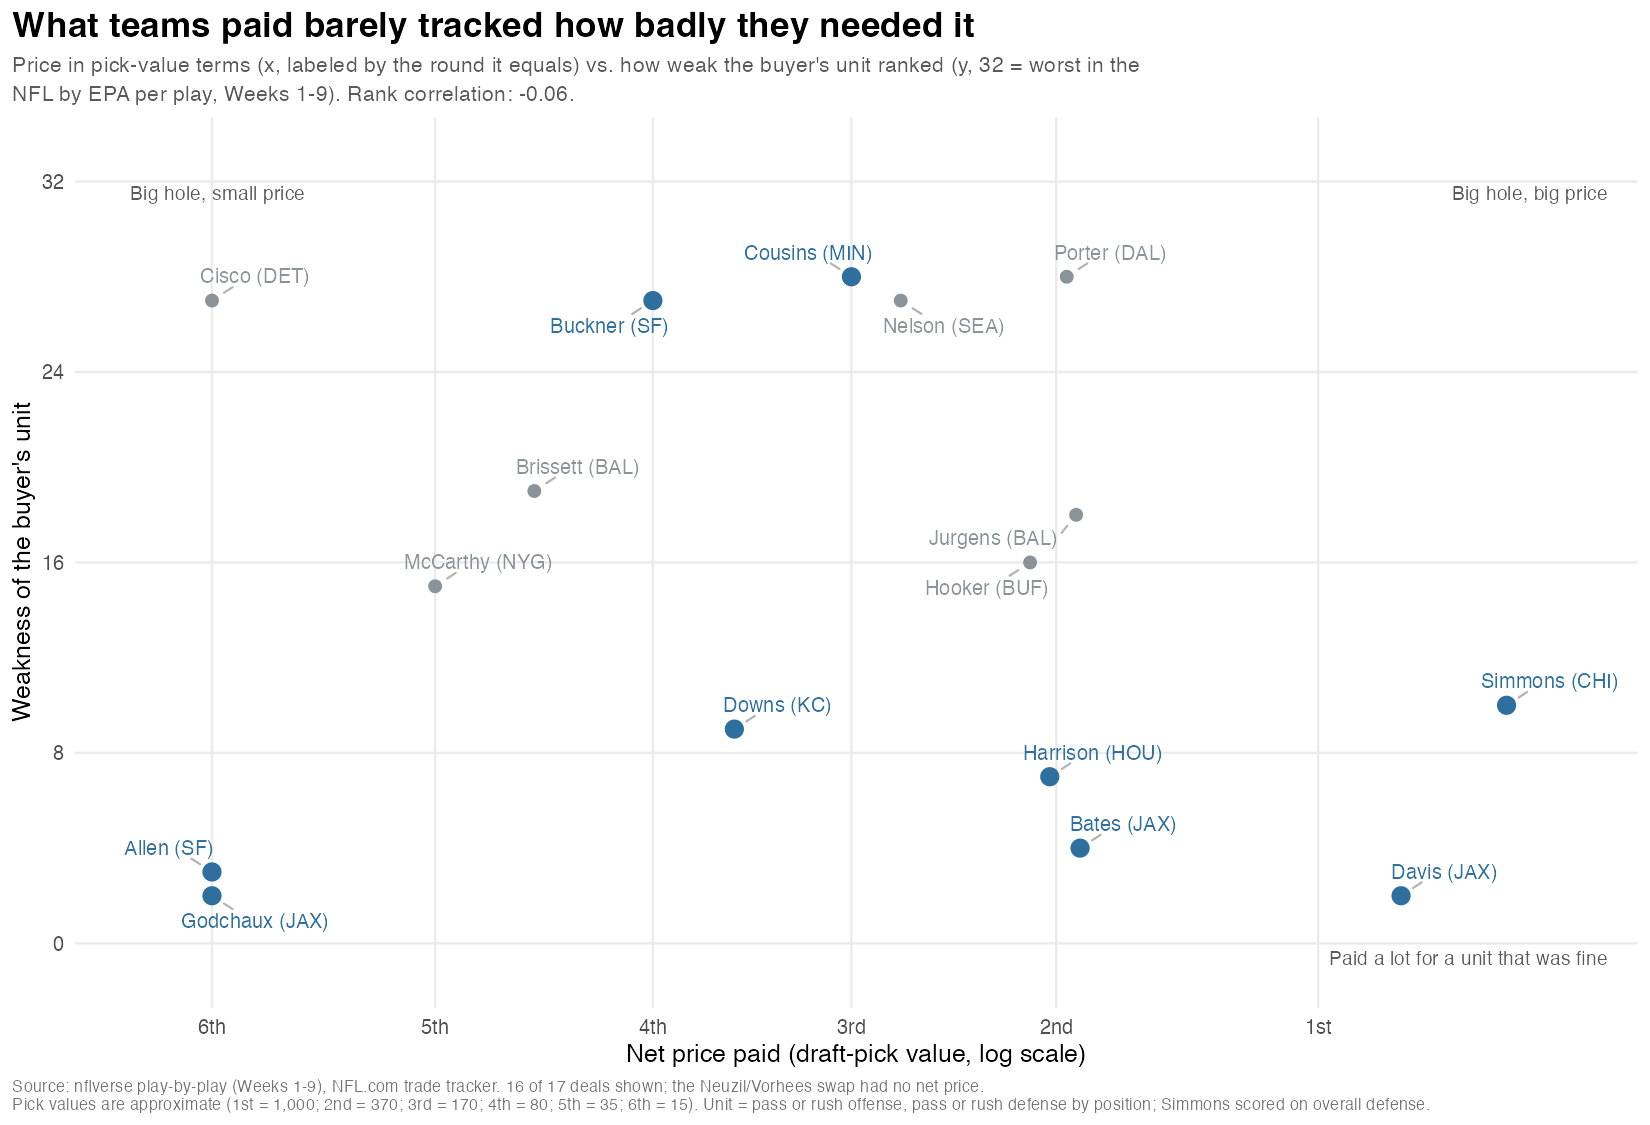 What teams paid barely tracked how badly they needed it
Price in pick-value terms (x, labeled by the round it equals) vs. how weak the buyer's unit ranked (y, 32 = worst in the
NFL by EPA per play, Weeks 1-9). Rank correlation: -0.06.
32
Big hole, small price
Big hole, big price
Cousins (MIN)
Porter (DAL)
Cisco (DET)
Buckner (SF)
Nelson (SEA)
24
Brissett (BAL)
Jurgens (BAL)
McCarthy (NYG)
16
Hooker (BUF)
Simmons (CHI)
Downs (KC)
Harrison (HOU)
8
Bates (JAX)
Allen (SF)
Davis (JAX)
Godchaux (JAX)
0
Paid a lot for a unit that was fine
Weakness of the buyer's unit
6th
5th
4th
3rd
2nd
1st
Net price paid (draft-pick value, log scale)
Source: nflverse play-by-play (Weeks 1-9), NFL.com trade tracker. 16 of 17 deals shown; the Neuzil/Vorhees swap had no net price.
Pick values are approximate (1st = 1,000; 2nd = 370; 3rd = 170; 4th = 80; 5th = 35; 6th = 15). Unit = pass or rush offense, pass or rush defense by position; Simmons scored on overall defense.